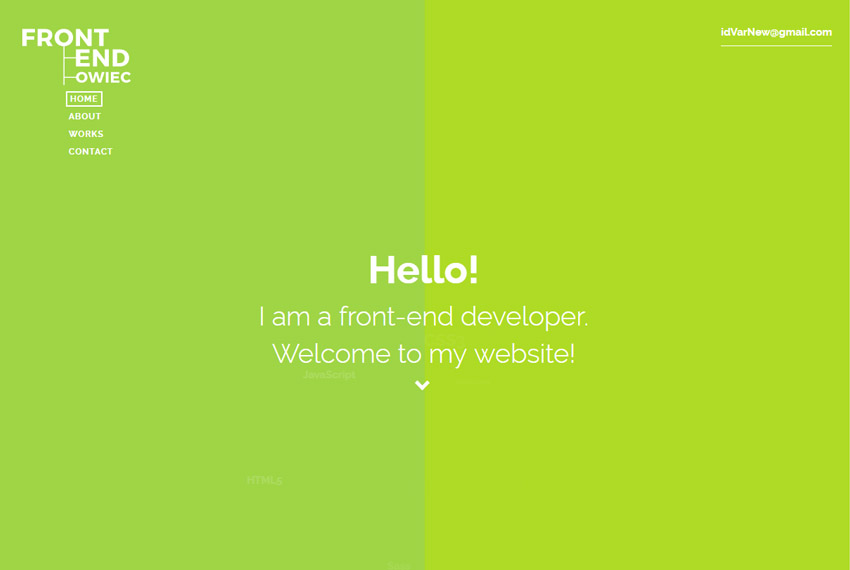 FRONT
END
OWIEC
HOME
ABOUT
WORKS
CONTACT
idVarNew@gmail.com
Hello!
I am a front-end developer.
Welcome to my website!
JavaScript
HTML5